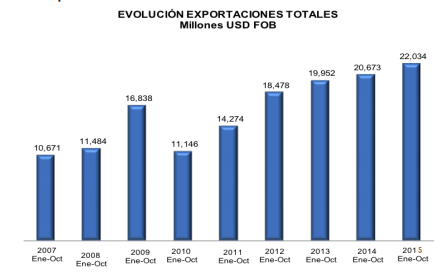 EVOLUCIÓN EXPORTACIONES TOTALES
Millones USD FOB
10,671
11,484
16,838
11,146
14,274
18,478
19,952
20,673
22,034
2007
Ene-Oct
2008
Ene-Oct
2009
Ene-Oct
2010
Ene-Oct
2011
Ene-Oct
2012
Ene-Oct
2013
Ene-Oct
2014
Ene-Oct
2015
Ene-Oct